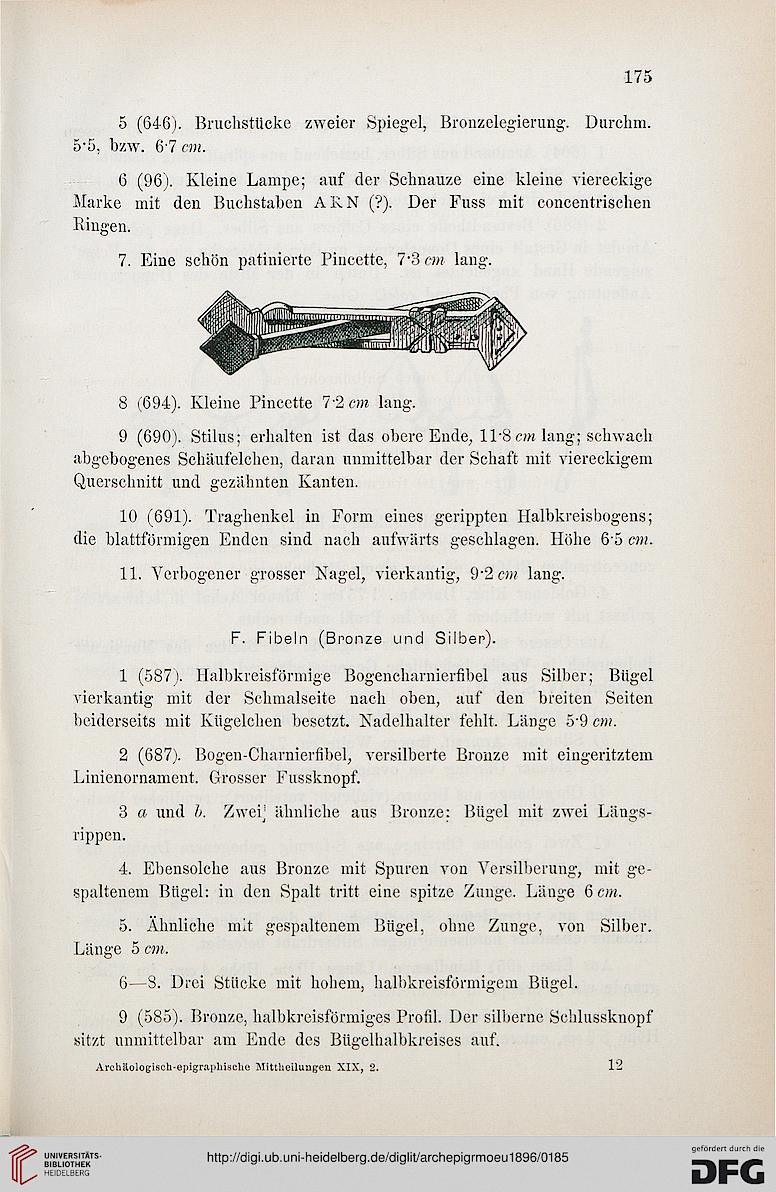 175
5 (646). Bruchstücke zweier Spiegel, Bronzelegierung. Durchm.
5·5, bzw. 6·7 cm.
6 (96). Kleine Lampe; auf der Schnauze eine kleine viereckige
Marke mit den Buchstaben AKN (?). Der Fuss mit concentrischen
Ringen.
7. Eine schön patinierte Pincette, 7·3 cm lang.
8 (694). Kleine Pincette 7·2 cm lang.
9 (690). Stilus; erhalten ist das obere Ende, 11·8 cm lang; schwach
abgebogenes Schäufelchen, daran unmittelbar der Schaft mit viereckigem
Querschnitt und gezähnten Kanten.
10 (691). Traghenkel in Form eines gerippten Halbkreisbogens;
die blattförmigen Enden sind nach aufwärts geschlagen. Höhe 6·5 cm.
11. Verbogener grosser Nagel, vierkantig, 9·2 cm lang.
F. Fibeln (Bronze und Silber).
1 (587). Halbkreisförmige Bogencharnierfibel aus Silber; Bügel
vierkantig mit der Schmalseite nach oben, auf den breiten Seiten
beiderseits mit Kügelchen besetzt. Nadelhalter fehlt. Länge 5·9 cm.
2 (687). Bogen-Charnierfibel, versilberte Bronze mit eingeritztem
Linienornament. Grosser Fussknopf.
3 a und b. Zwei ähnliche aus Bronze: Bügel mit zwei Längs-
rippen.
4. Ebensolche aus Bronze mit Spuren von Versilberung, mit ge-
spaltenem Bügel: in den Spalt tritt eine spitze Zunge. Länge 6 cm.
5. Ähnliche mit gespaltenem Bügel, ohne Zunge, von Silber.
Länge 5 cm.
6—8. Drei Stücke mit hohem, halbkreisförmigem Bügel.
9 (585). Bronze, halbkreisförmiges Profil. Der silberne Schlussknopf
sitzt unmittelbar am Ende des Bügelhalbkreises auf.
Archäologisch-epigraphische Mittheilungen XIX, 2. 12
UNIVERSITÄTS-
BIBLIOTHEK
HEIDELBERG
http://digi.ub.uni-heidelberg.de/diglit/archepigrmoeu1896/0185
gefördert durch die
DFG